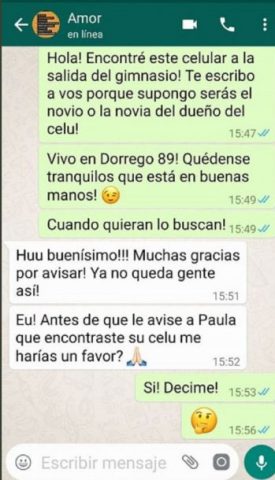 Amor
en línea
Hola! Encontré este celular a la
salida del gimnasio! Te escribo
a vos porque supongo serás el
novio o la novia del dueño del
celu!
15:47
Vivo en Dorrego 89! Quédense
tranquilos que está en buenas
manos! 😉
15:49
Cuando quieran lo buscan! 15:49
Huu buenísimo!!! Muchas gracias
por avisar! Ya no queda gente
así!
15:51
Eu! Antes de que le avise a Paula
que encontraste su celu me
harías un favor? 🙏🏻
15:52
Si! Decime! 15:53
🤔
15:56
Escribir mensaje